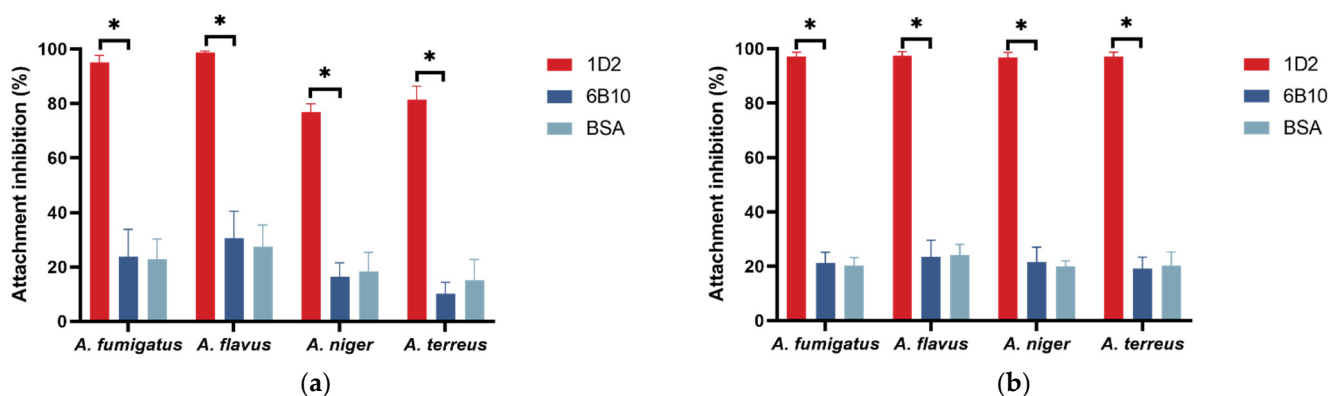 * * * *
100
80
60
40
20
0
Attachment inhibition (%)
A. fumigatus A. flavus A. niger A. terreus
1D2
6B10
BSA
(a)
* * * *
100
80
60
40
20
0
Attachment inhibition (%)
A. fumigatus A. flavus A. niger A. terreus
1D2
6B10
BSA
(b)